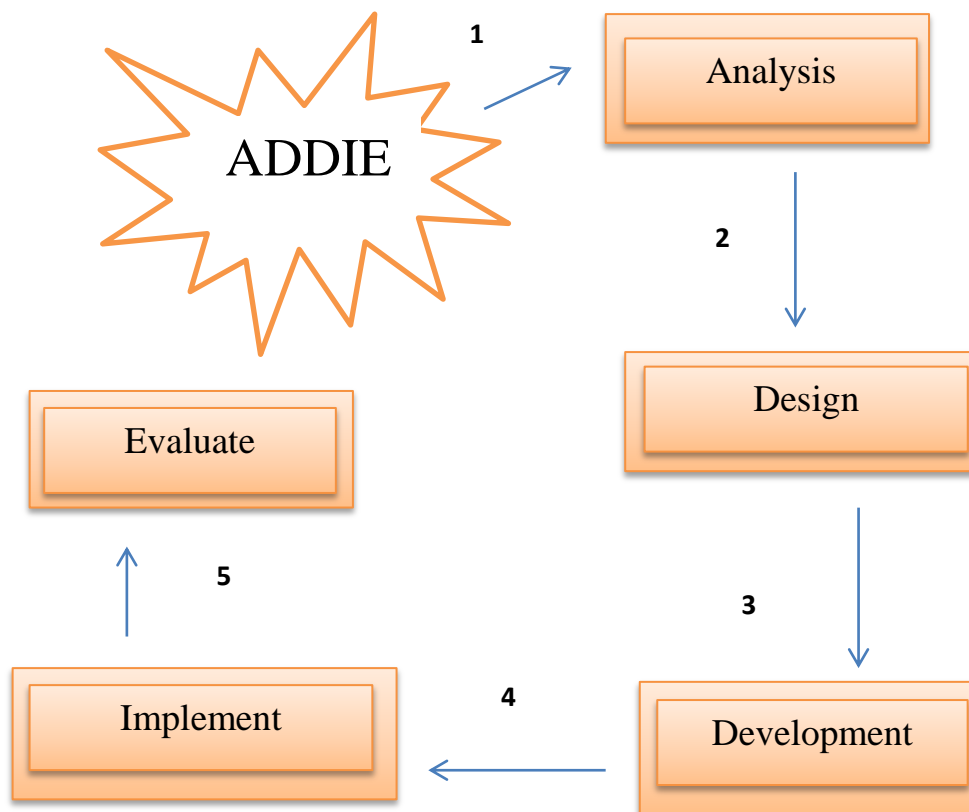 ADDIE
1
Analysis
2
Design
3
Development
4
Implement
5
Evaluate